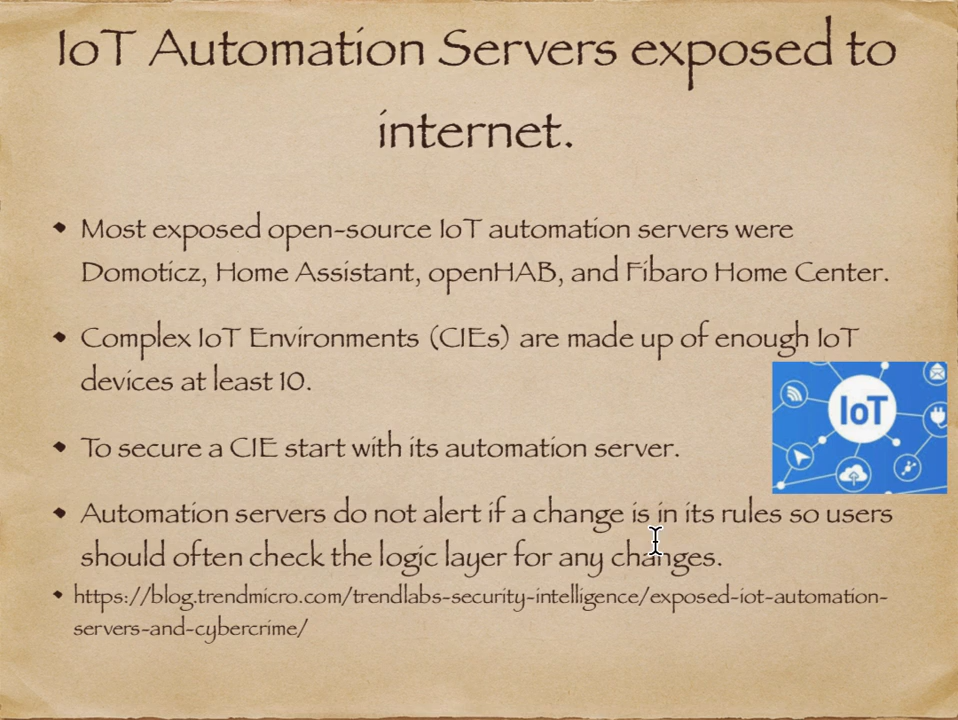 IoT Automation Servers exposed to
internet.
• Most exposed open-source IoT automation servers were
Domoticz, Home Assistant, openHAB, and Fibaro Home Center.
• Complex IoT Environments (CIEs) are made up of enough IoT
devices at least 10.
IoT
• To secure a CIE start with its automation server.
• Automation servers do not alert if a change is in its rules so users
should often check the logic layer for any changes.
• https://blog.trendmicro.com/trendlabs-security-intelligence/exposed-iot-automation-
servers-and-cybercrime/